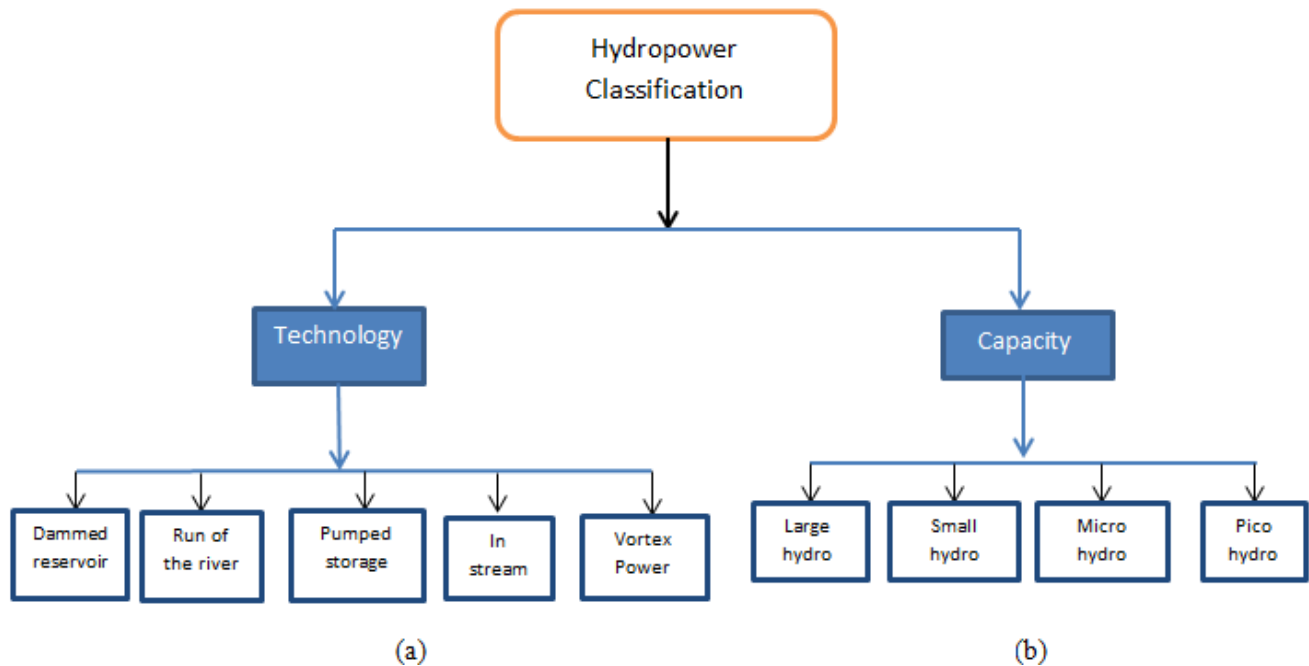 Hydropower
Classification
Technology
Capacity
Dammed
reservoir
Run of
the river
Pumped
storage
In
stream
Vortex
Power
Large
hydro
Small
hydro
Micro
hydro
Pico
hydro
(a)
(b)